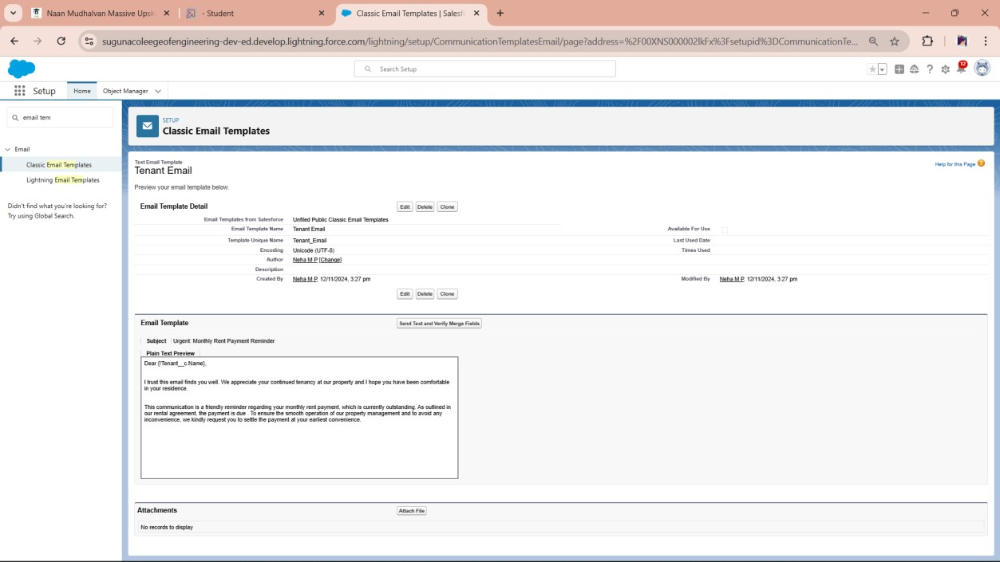 Naan Mudhalvan Massive Upsk
- Student
Classic Email Templates | Salesf
sugunacoleegeofengineering-dev-ed.develop.lightning.force.com/lightning/setup/CommunicationTemplatesEmail/page?address=%2F00XNS000002lkFx%3Fsetupid%3DCommunicationTe...
Search Setup
12
Setup
Home
Object Manager
email tem
Email
Classic Email Templates
Lightning Email Templates
Didn't find what you're looking for?
Try using Global Search.
SETUP
Classic Email Templates
Text Email Template
Tenant Email
Help for this Page
Preview your email template below.
Email Template Detail
Edit Delete Clone
Email Templates from Salesforce Unfiled Public Classic Email Templates
Email Template Name Tenant Email Available For Use
Template Unique Name Tenant_Email Last Used Date
Encoding Unicode (UTF-8) Times Used
Author Neha M P [Change]
Description
Created By Neha M P, 12/11/2024, 3:27 pm Modified By Neha M P, 12/11/2024, 3:27 pm
Edit Delete Clone
Email Template Send Test and Verify Merge Fields
Subject Urgent: Monthly Rent Payment Reminder
Plain Text Preview
Dear {!Tenant__c.Name},
I trust this email finds you well. We appreciate your continued tenancy at our property and I hope you have been comfortable
in your residence.
This communication is a friendly reminder regarding your monthly rent payment, which is currently outstanding. As outlined in
our rental agreement, the payment is due . To ensure the smooth operation of our property management and to avoid any
inconvenience, we kindly request you to settle the payment at your earliest convenience.
Attachments Attach File
No records to display